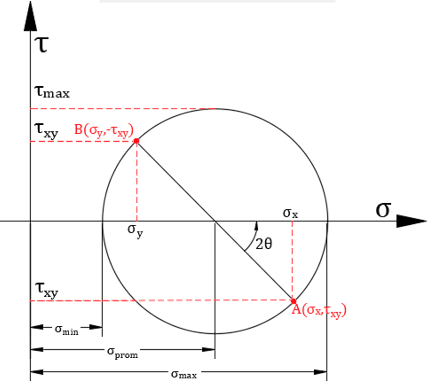 τ
τmax
τxy
B(σy,-τxy)
σx
σ
σy
2θ
τxy
A(σx,τxy)
σmin
σprom
σmax